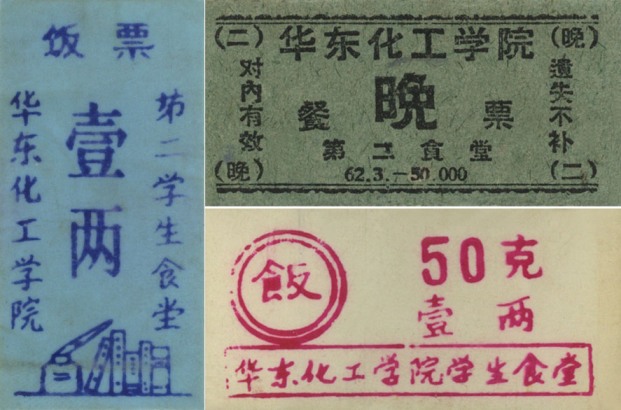 饭票
第二学生食堂
壹两
华东化工学院
(二) 华东化工学院 (晚)
对内有效
餐 晚 票
遗失不补
第二食堂
(晚) 62.3.—50.000 (二)
飯
50克
壹两
华东化工学院学生食堂